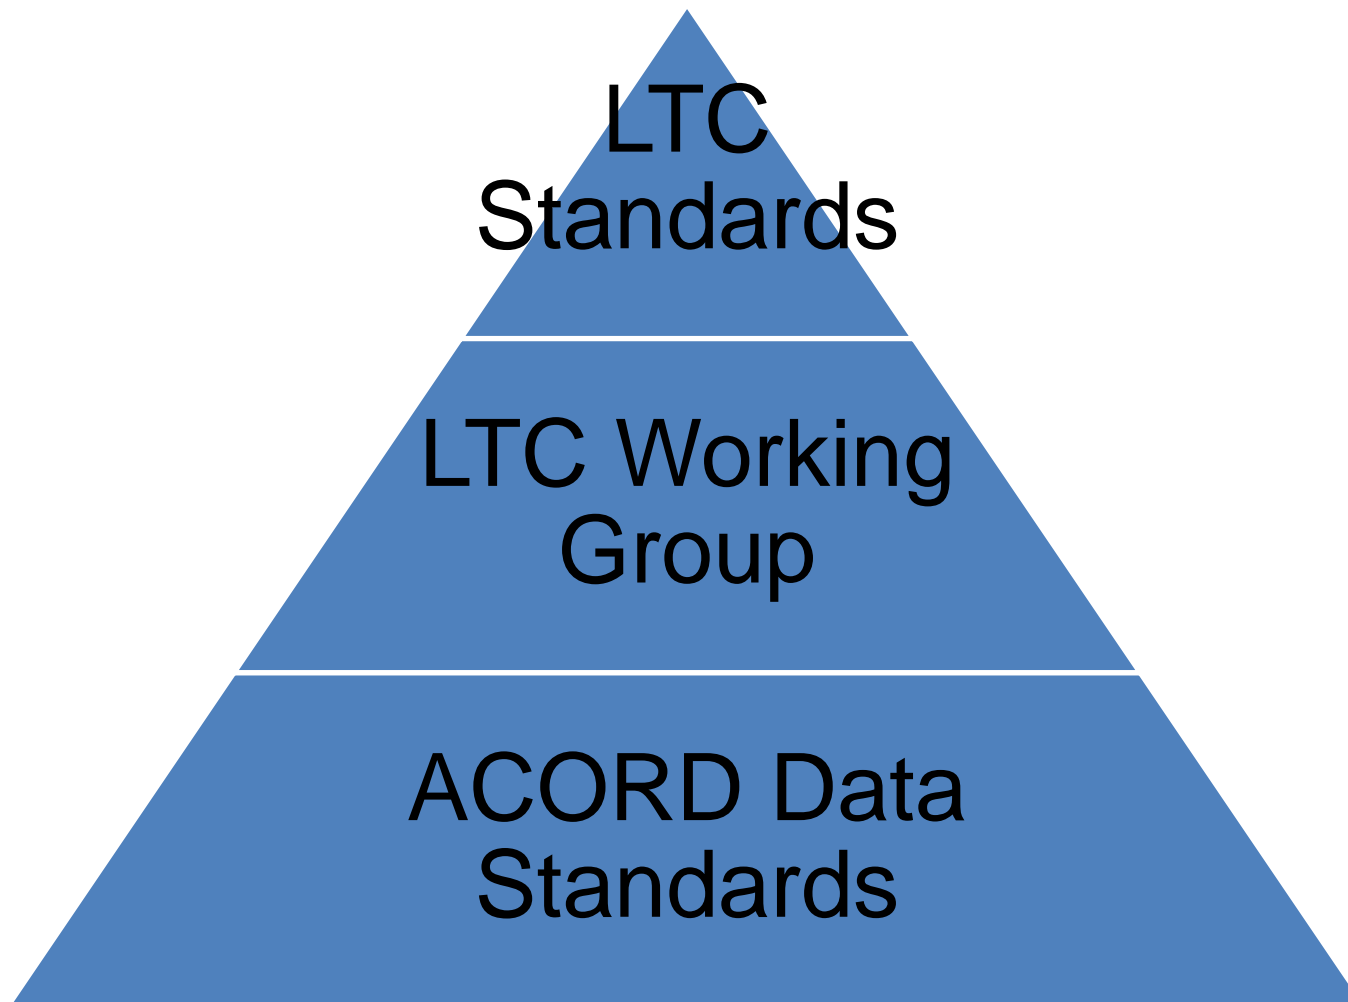 LTC
Standards
LTC Working
Group
ACORD Data
Standards